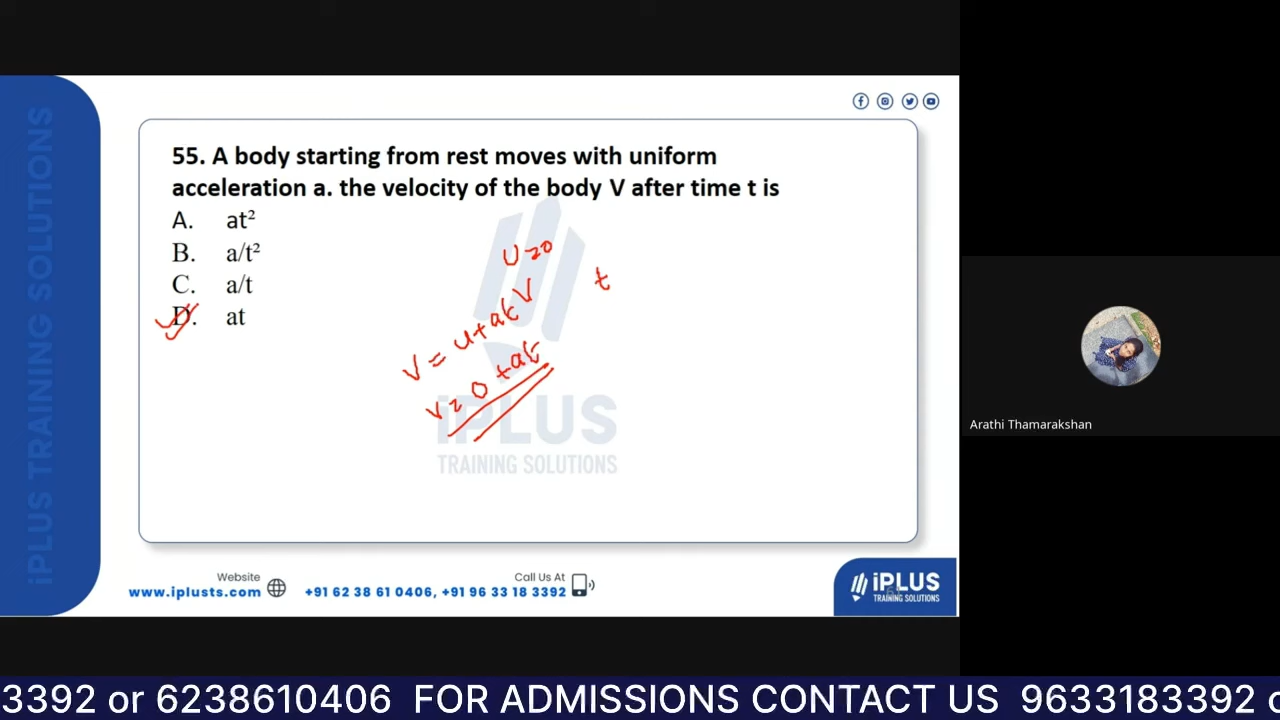 iPLUS TRAINING SOLUTIONS
55. A body starting from rest moves with uniform
acceleration a. the velocity of the body V after time t is
A. at²
B. a/t²
C. a/t
D. at
U=0
V
t
V = u+at
V= 0 +at
iPLUS
TRAINING SOLUTIONS
Website
www.iplusts.com
Call Us At
+91 62 38 61 0406, +91 96 33 18 3392
iPLUS
TRAINING SOLUTIONS
Arathi Thamarakshan
3392 or 6238610406 FOR ADMISSIONS CONTACT US 9633183392 o